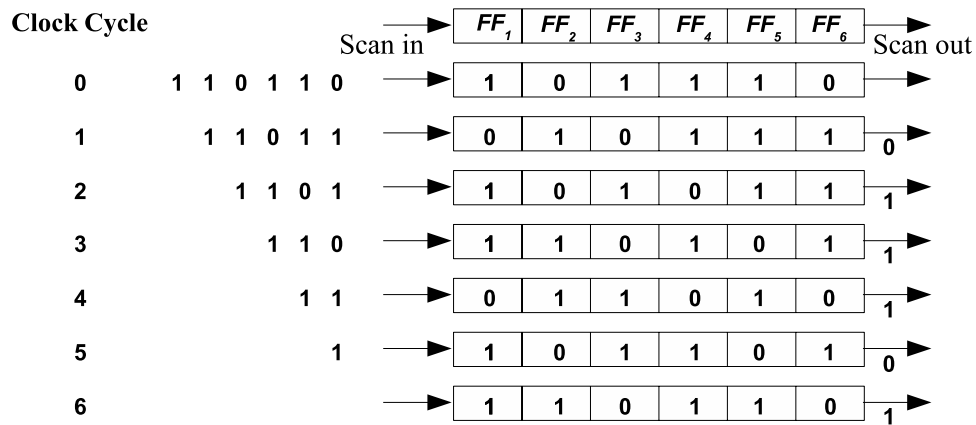 Clock Cycle Scan in FF1 FF2 FF3 FF4 FF5 FF6 Scan out
0 1 1 0 1 1 0 1 0 1 1 1 0
1 1 1 0 1 1 0 1 0 1 1 1 0
2 1 1 0 1 1 0 1 0 1 1 1
3 1 1 0 1 1 0 1 0 1 1
4 1 1 0 1 1 0 1 0 1
5 1 1 0 1 1 0 1 0
6 1 1 0 1 1 0 1